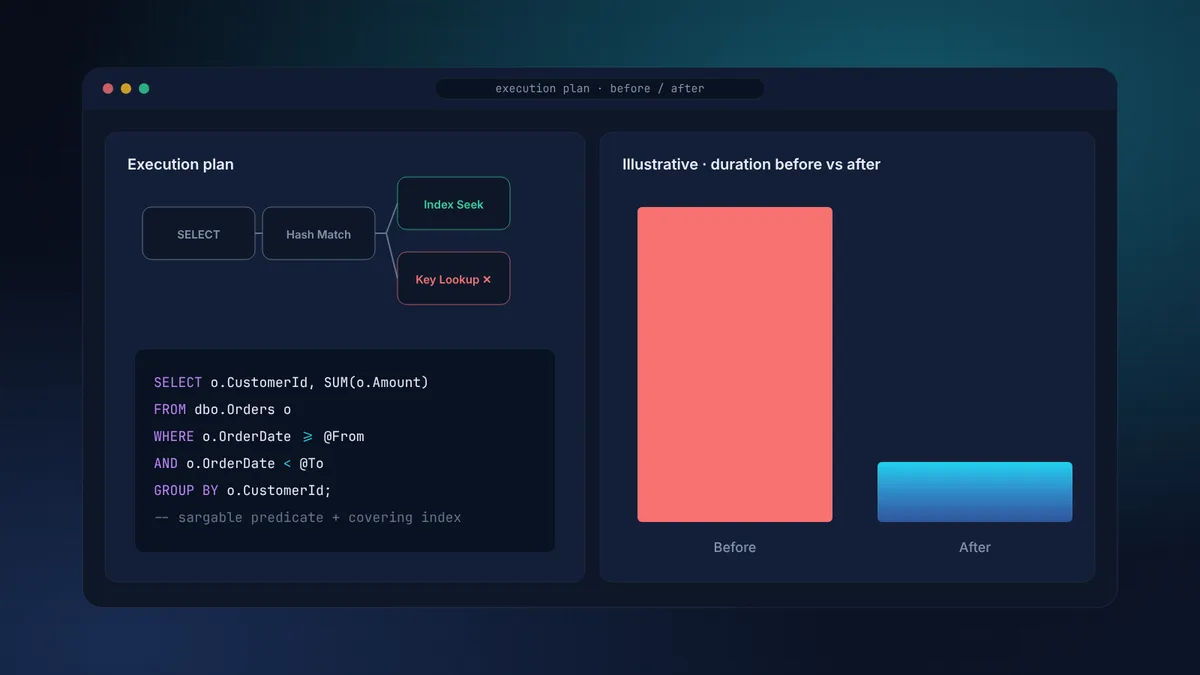 execution plan · before / after
Execution plan
SELECT
Hash Match
Index Seek
Key Lookup ✕
SELECT o.CustomerId, SUM(o.Amount)
FROM dbo.Orders o
WHERE o.OrderDate >= @From
AND o.OrderDate < @To
GROUP BY o.CustomerId;
-- sargable predicate + covering index
Illustrative · duration before vs after
Before
After